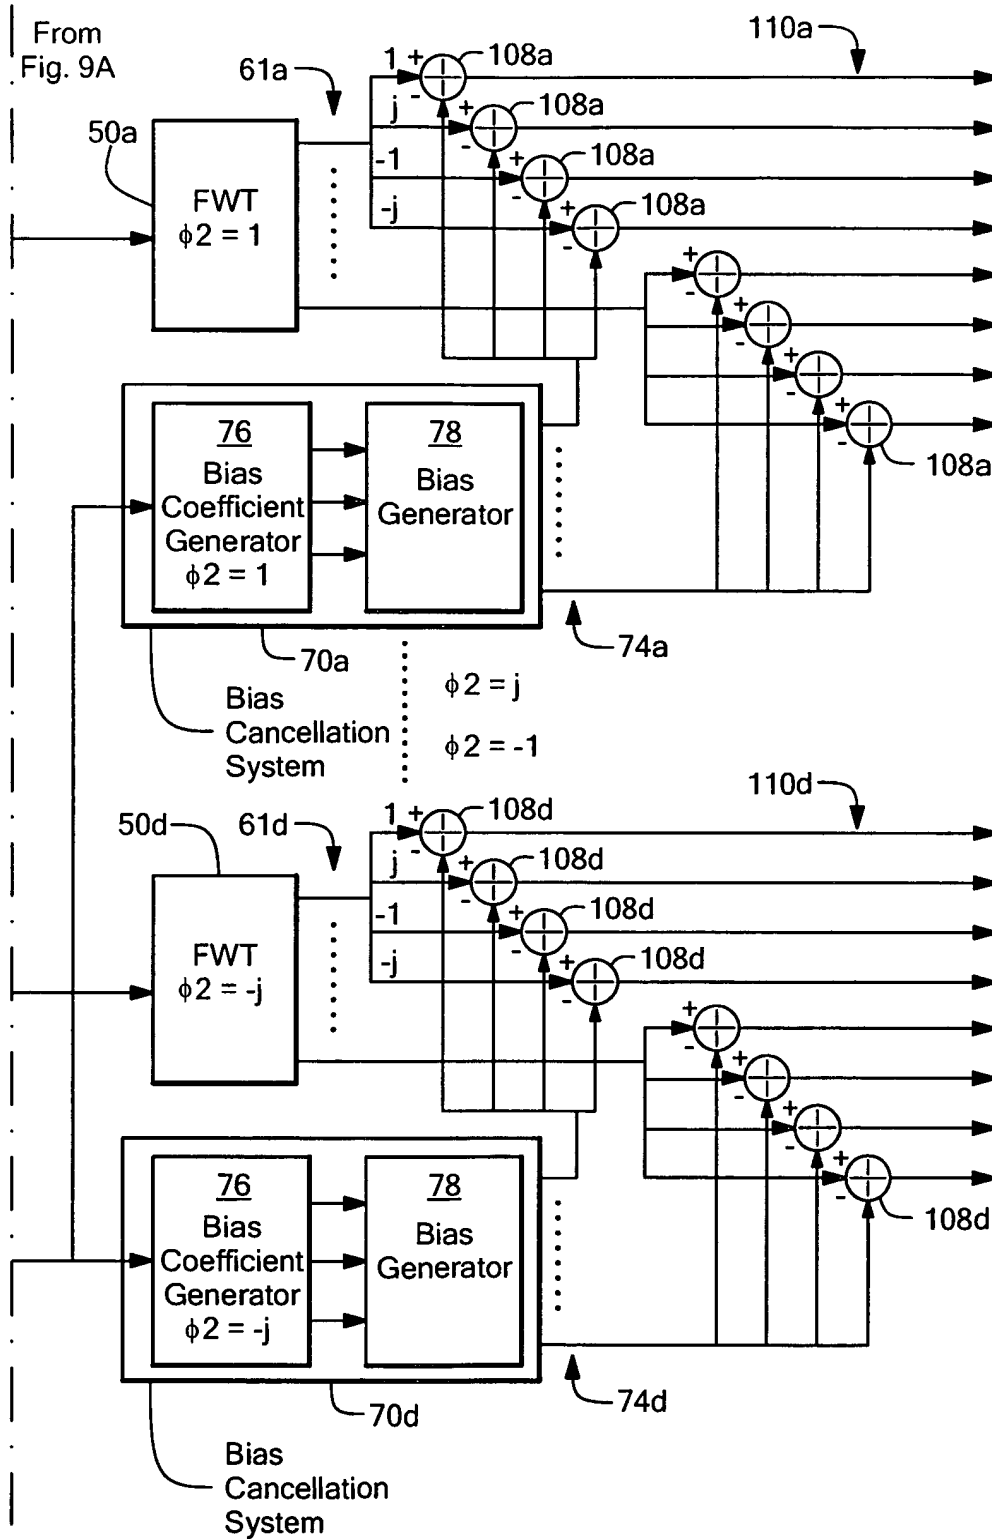 From
Fig. 9A
61a
1
+
-
108a
110a
j
+
-
108a
50a
-1
+
-
108a
-j
+
-
108a
FWT
ϕ2 = 1
+
-
+
-
+
-
+
-
108a
76
Bias
Coefficient
Generator
ϕ2 = 1
78
Bias
Generator
74a
70a
Bias
Cancellation
System
ϕ2 = j
ϕ2 = -1
50d
61d
1
+
-
108d
110d
j
+
-
108d
-1
+
-
108d
-j
+
-
108d
FWT
ϕ2 = -j
+
-
+
-
+
-
+
-
108d
76
Bias
Coefficient
Generator
ϕ2 = -j
78
Bias
Generator
74d
70d
Bias
Cancellation
System